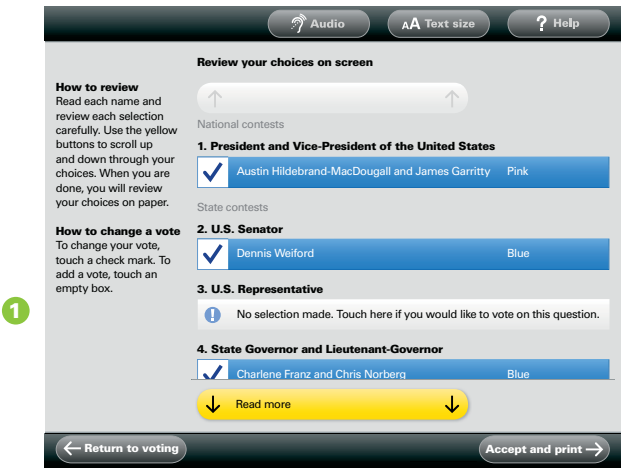 Audio
AA Text size
? Help
Review your choices on screen
How to review
Read each name and
review each selection
carefully. Use the yellow
buttons to scroll up
and down through your
choices. When you are
done, you will review
your choices on paper.
How to change a vote
To change your vote,
touch a check mark. To
add a vote, touch an
empty box.
National contests
1. President and Vice-President of the United States
Austin Hildebrand-MacDougall and James Garritty Pink
State contests
2. U.S. Senator
Dennis Weiford Blue
3. U.S. Representative
! No selection made. Touch here if you would like to vote on this question.
4. State Governor and Lieutenant-Governor
Charlene Franz and Chris Norberg Blue
Read more
1
Return to voting
Accept and print